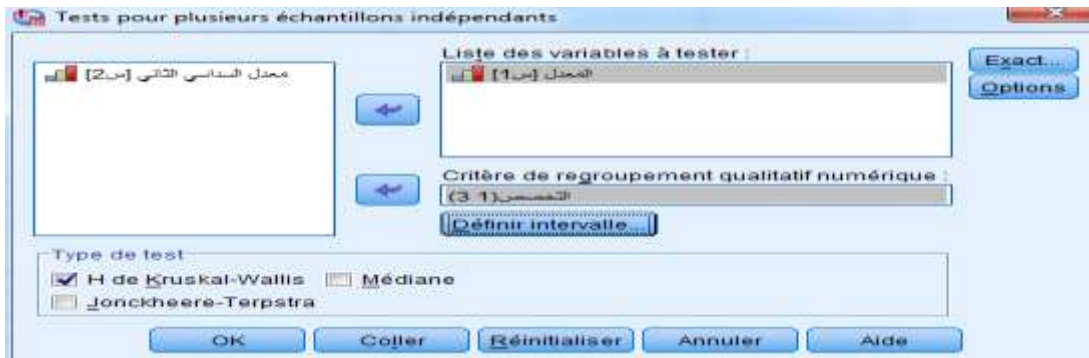 Tests pour plusieurs échantillons indépendants
معدل السداسي الثاني [س2]
Liste des variables à tester :
المعدل [س1]
Exact...
Options
Critère de regroupement qualitatif numérique :
التخصص(1 3)
Définir intervalle...
Type de test
H de Kruskal-Wallis
Médiane
Jonckheere-Terpstra
OK
Coller
Réinitialiser
Annuler
Aide